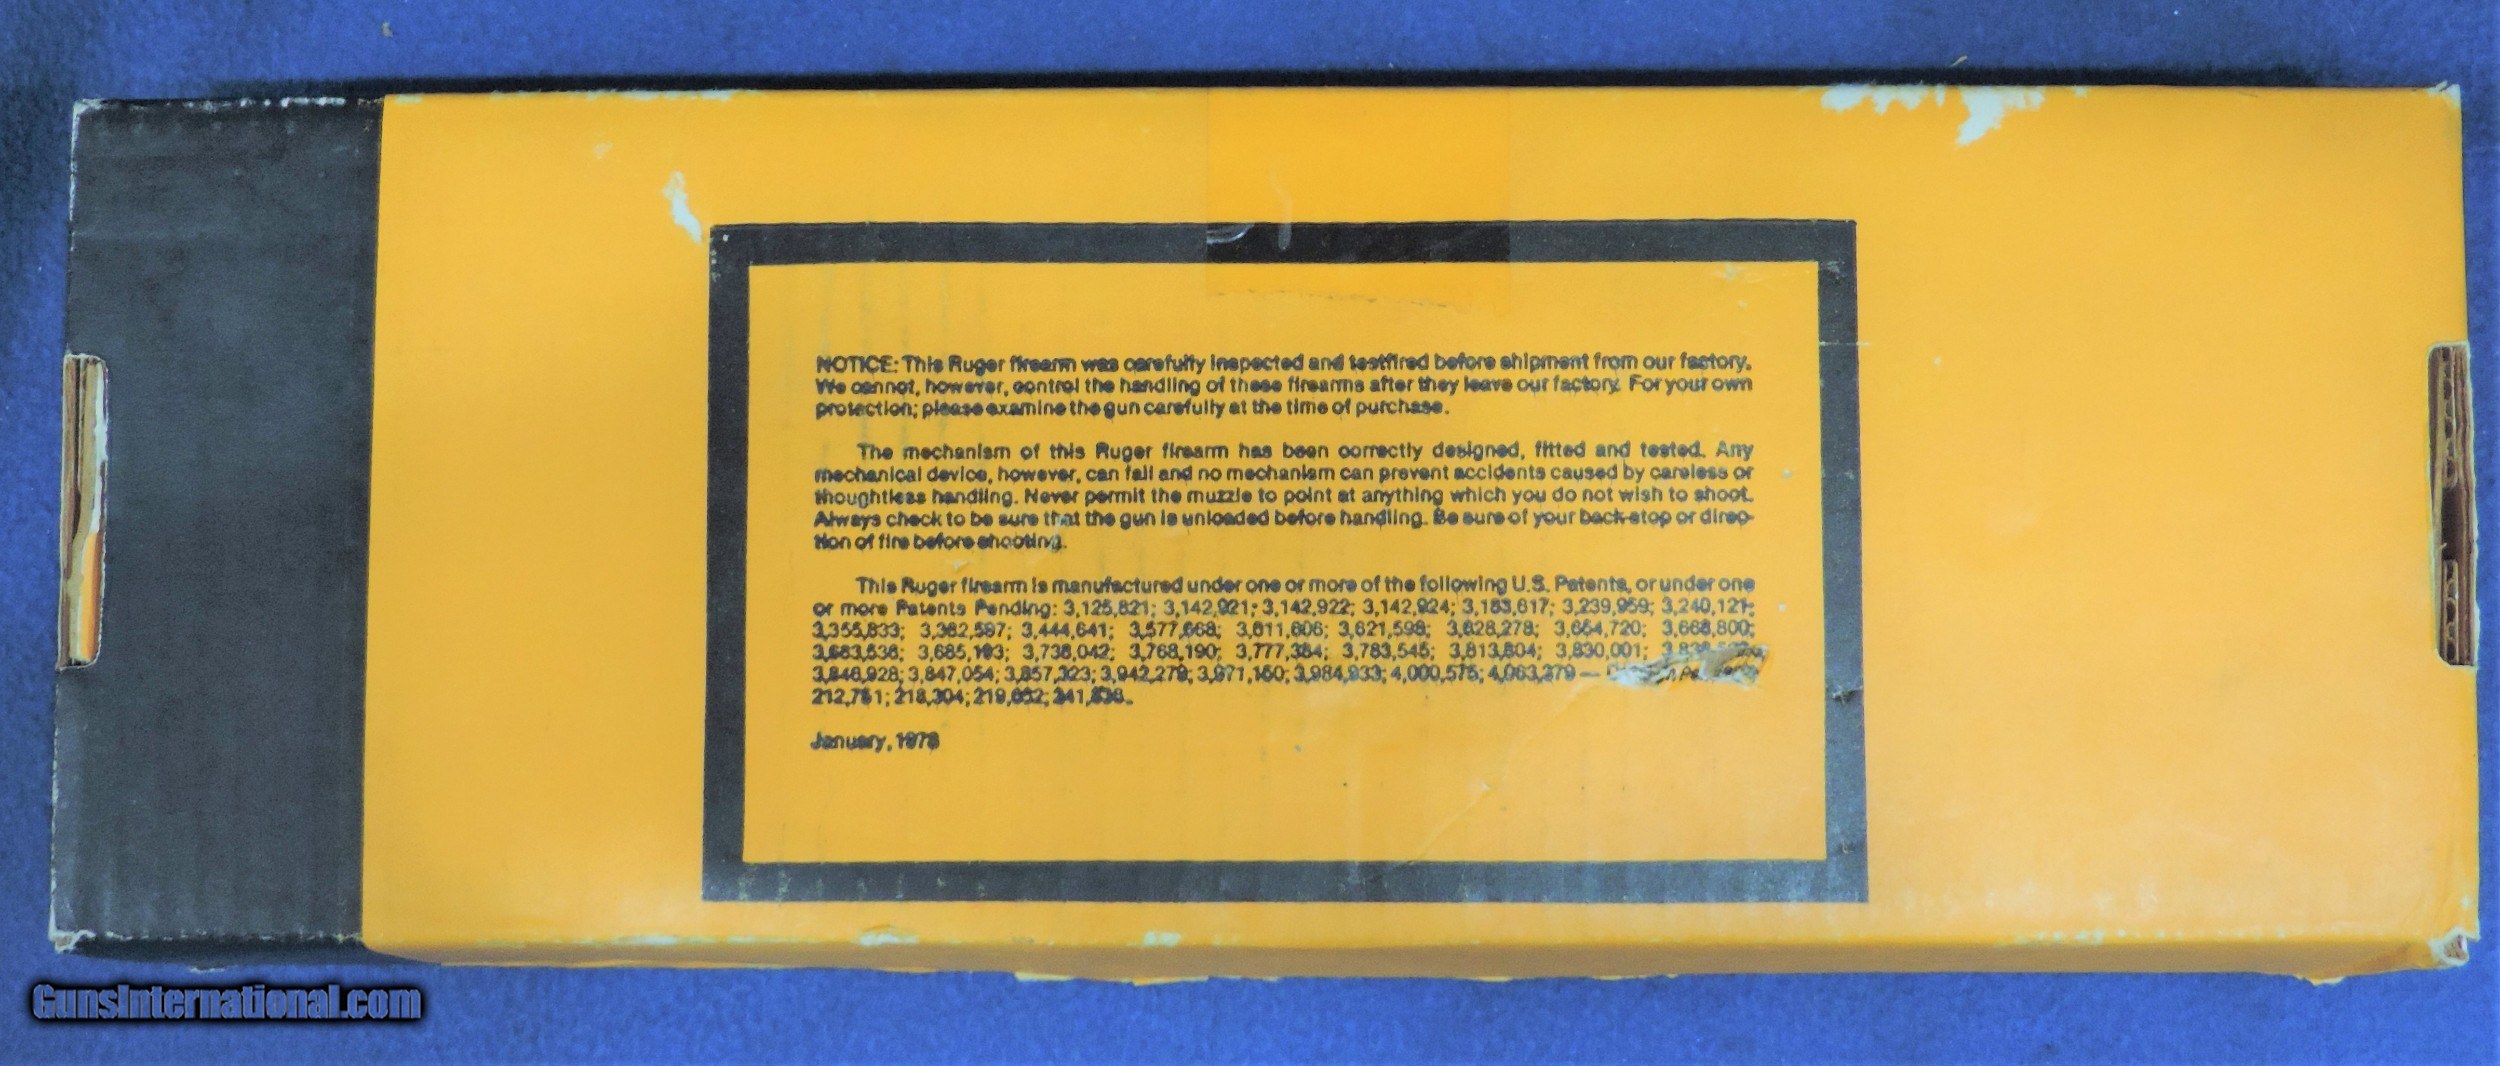 NOTICE: This Ruger firearm was carefully inspected and testfired before shipment from our factory.
We cannot, however, control the handling of these firearms after they leave our factory. For your own
protection, please examine the gun carefully at the time of purchase.
The mechanism of this Ruger firearm has been correctly designed, fitted and tested. Any
mechanical device, however, can fail and no mechanism can prevent accidents caused by careless or
thoughtless handling. Never permit the muzzle to point at anything which you do not wish to shoot.
Always check to be sure that the gun is unloaded before handling. Be sure of your back-stop or direc-
tion of fire before shooting.
This Ruger firearm is manufactured under one or more of the following U.S. Patents, or under one
or more Patents Pending: 3,125,821; 3,142,921; 3,142,922; 3,142,924; 3,183,617; 3,239,959; 3,240,121;
3,355,833; 3,362,597; 3,444,641; 3,577,668; 3,611,606; 3,621,598; 3,628,278; 3,654,720; 3,668,800;
3,683,536; 3,685,193; 3,738,042; 3,768,190; 3,777,384; 3,783,545; 3,813,804; 3,830,001;
3,846,928; 3,847,054; 3,857,323; 3,942,279; 3,971,150; 3,984,933; 4,000,575; 4,063,379 —
212,751; 218,304; 219,652;
January, 1978
GunsInternational.com